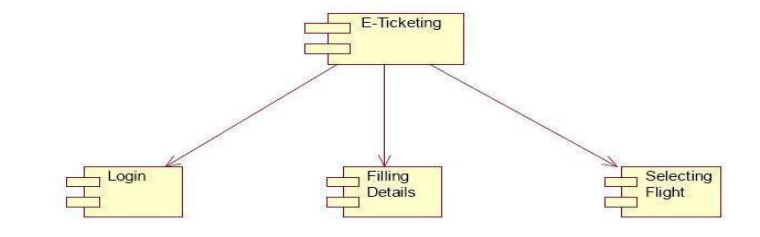 E-Ticketing
Login
Filling
Details
Selecting
Flight